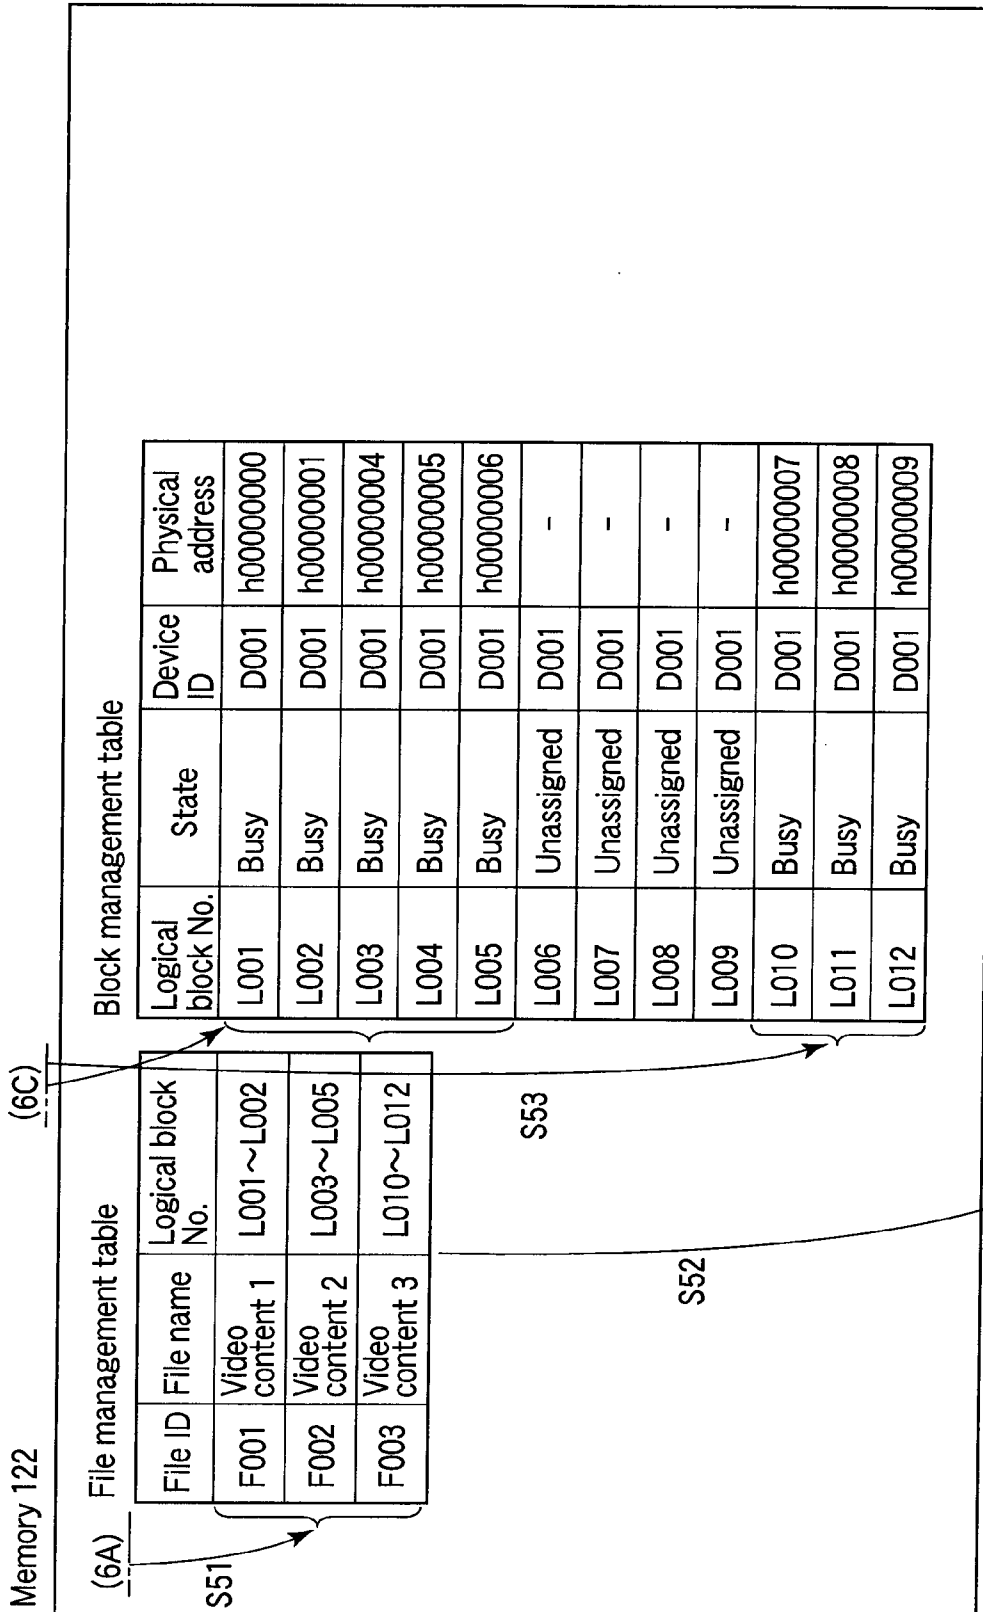 Memory 122
(6A)
(6C)
File management table
File ID File name Logical block No.
F001 Video content 1 L001~L002
F002 Video content 2 L003~L005
F003 Video content 3 L010~L012
Block management table
Logical block No. State Device ID Physical address
L001 Busy D001 h00000000
L002 Busy D001 h00000001
L003 Busy D001 h00000004
L004 Busy D001 h00000005
L005 Busy D001 h00000006
L006 Unassigned D001 -
L007 Unassigned D001 -
L008 Unassigned D001 -
L009 Unassigned D001 -
L010 Busy D001 h00000007
L011 Busy D001 h00000008
L012 Busy D001 h00000009
S51
S53
S52